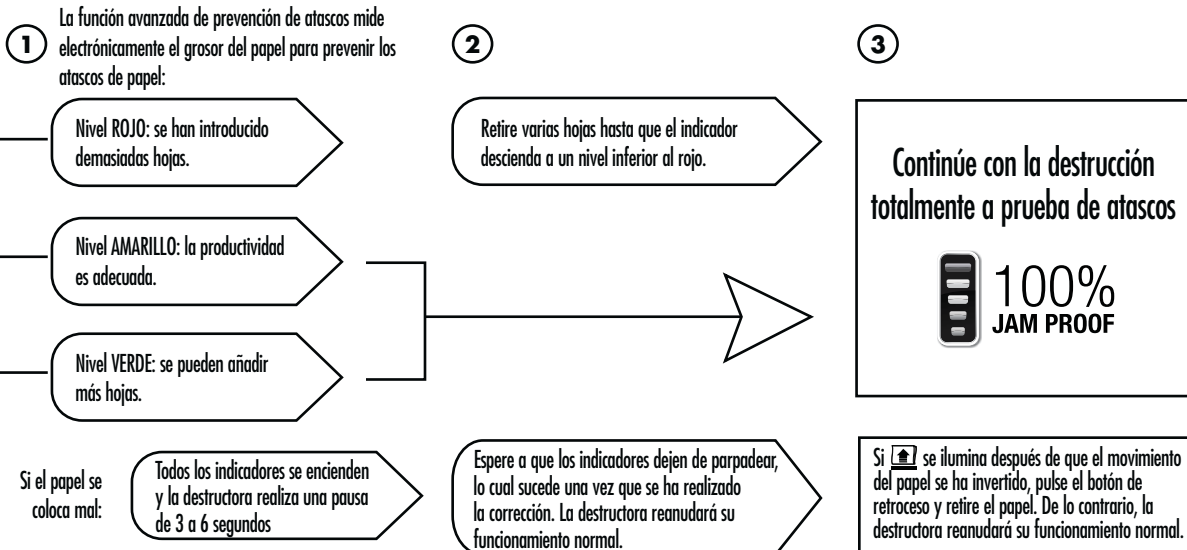 1
La función avanzada de prevención de atascos mide
electrónicamente el grosor del papel para prevenir los
atascos de papel:
Nivel ROJO: se han introducido
demasiadas hojas.
Nivel AMARILLO: la productividad
es adecuada.
Nivel VERDE: se pueden añadir
más hojas.
2
Retire varias hojas hasta que el indicador
descienda a un nivel inferior al rojo.
3
Continúe con la destrucción
totalmente a prueba de atascos
100%
JAM PROOF
Si el papel se
coloca mal:
Todos los indicadores se encienden
y la destructora realiza una pausa
de 3 a 6 segundos
Espere a que los indicadores dejen de parpadear,
lo cual sucede una vez que se ha realizado
la corrección. La destructora reanudará su
funcionamiento normal.
Si se ilumina después de que el movimiento
del papel se ha invertido, pulse el botón de
retroceso y retire el papel. De lo contrario, la
destructora reanudará su funcionamiento normal.